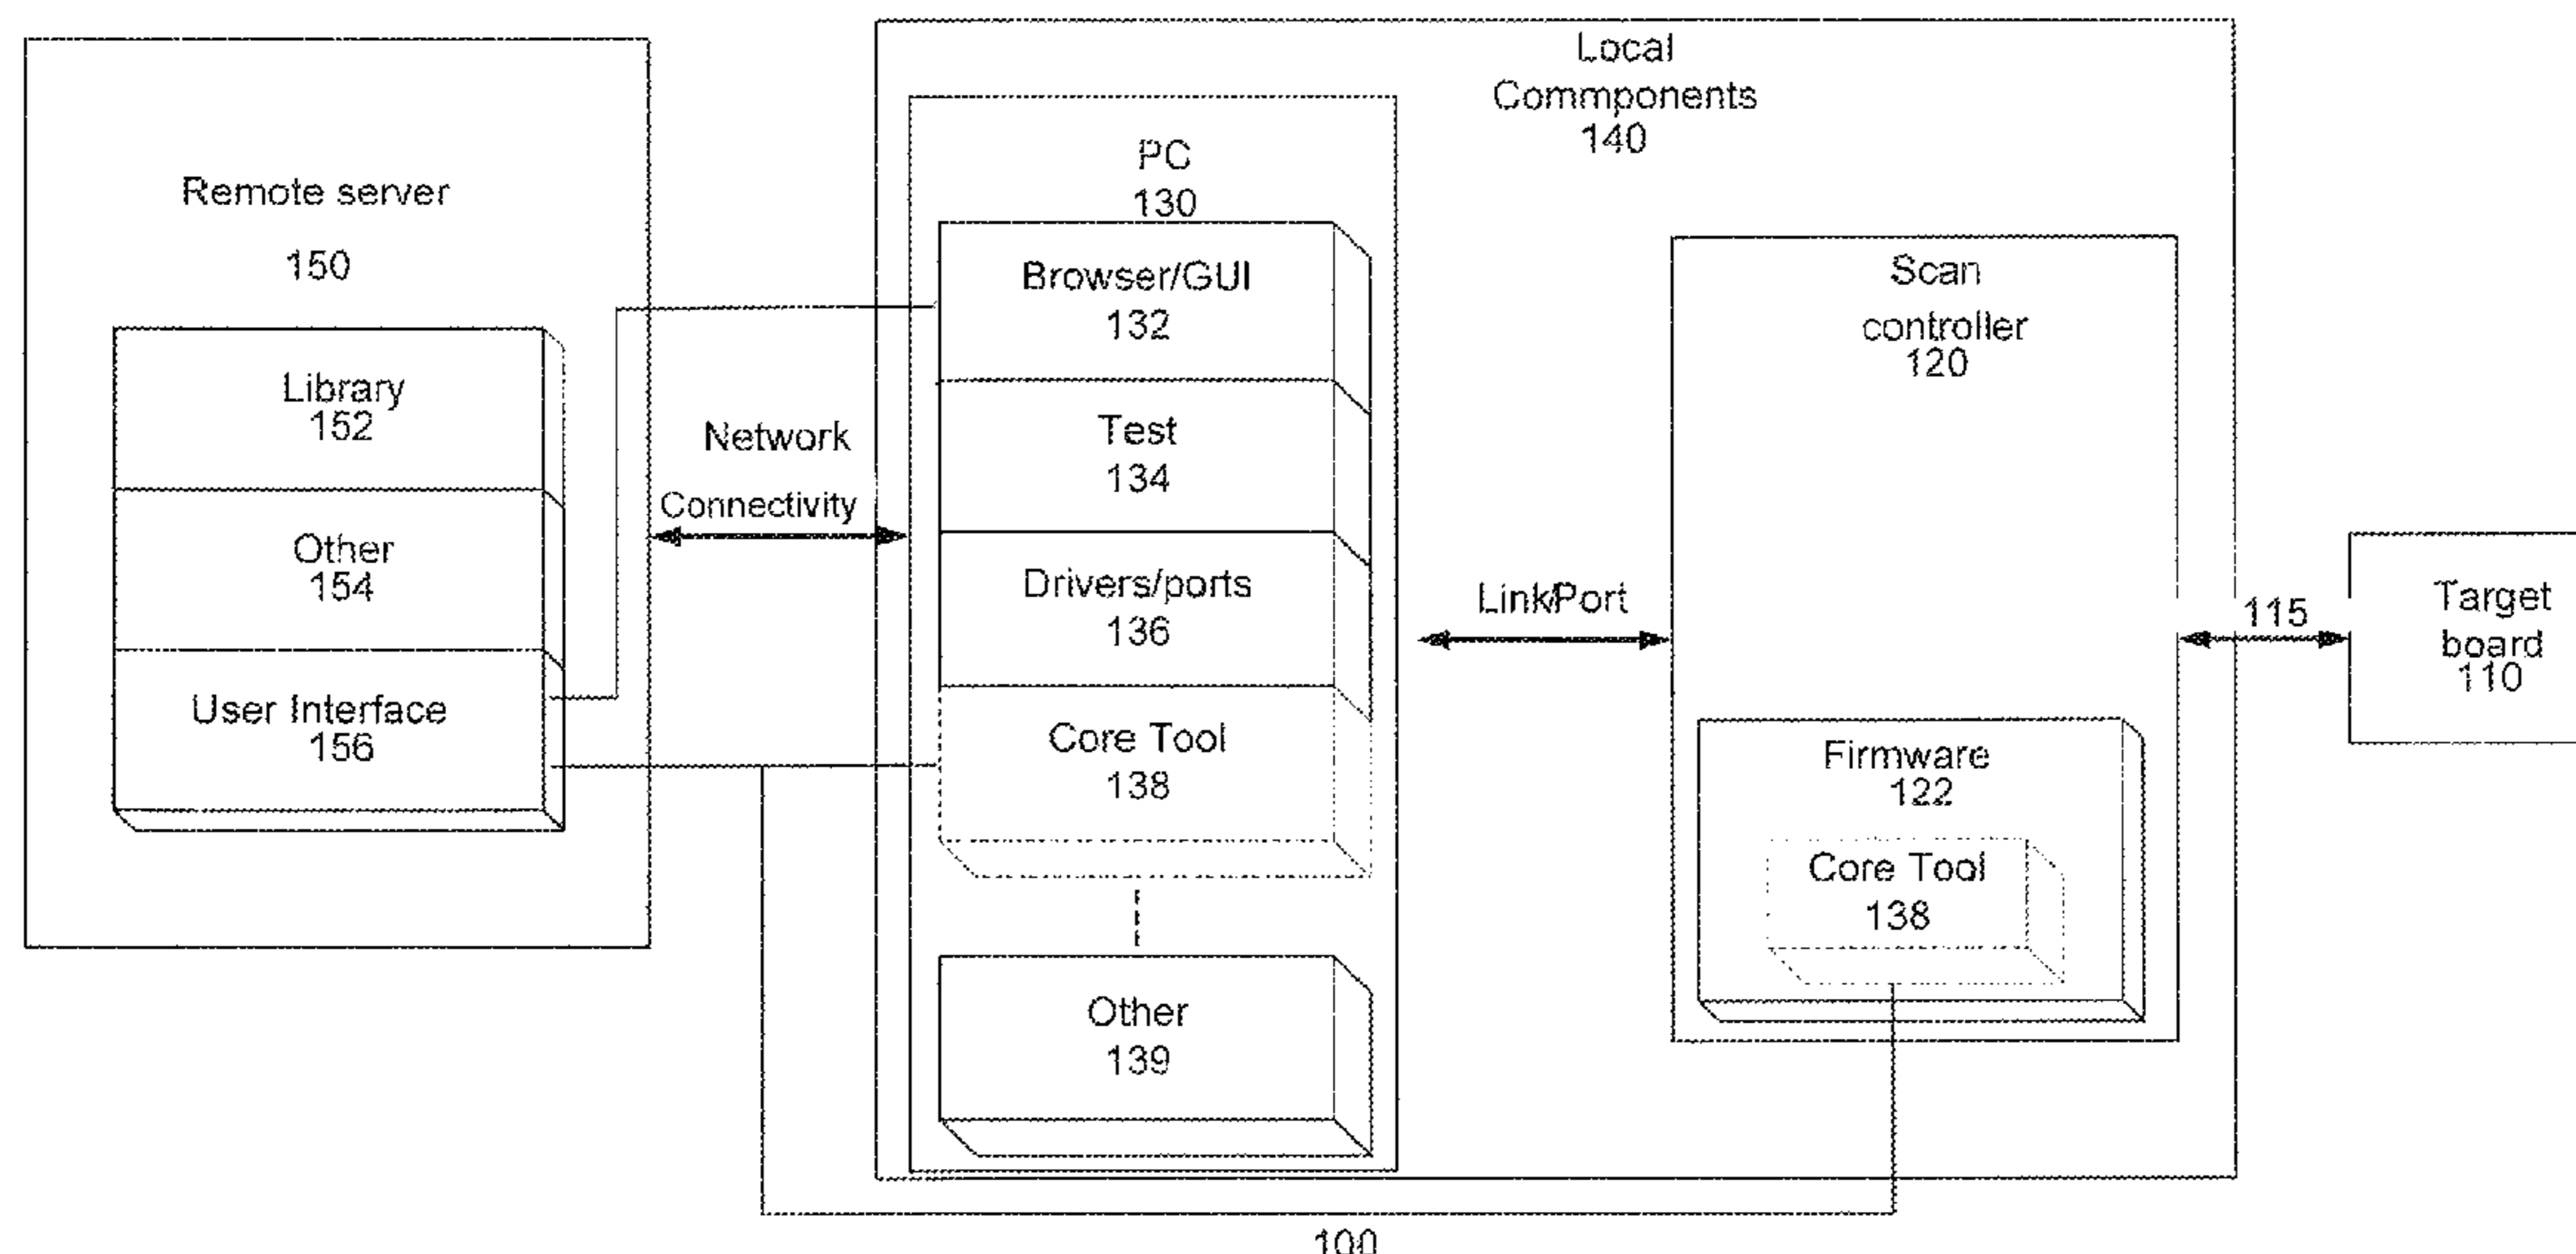 Local
Commponents
140
Remote server
150
Library
152
Other
154
User Interface
156
Network
Connectivity
PC
130
Browser/GUI
132
Test
134
Drivers/ports
136
Core Tool
138
Other
139
Link/Port
Scan
controller
120
Firmware
122
Core Tool
138
115
Target
board
110
100